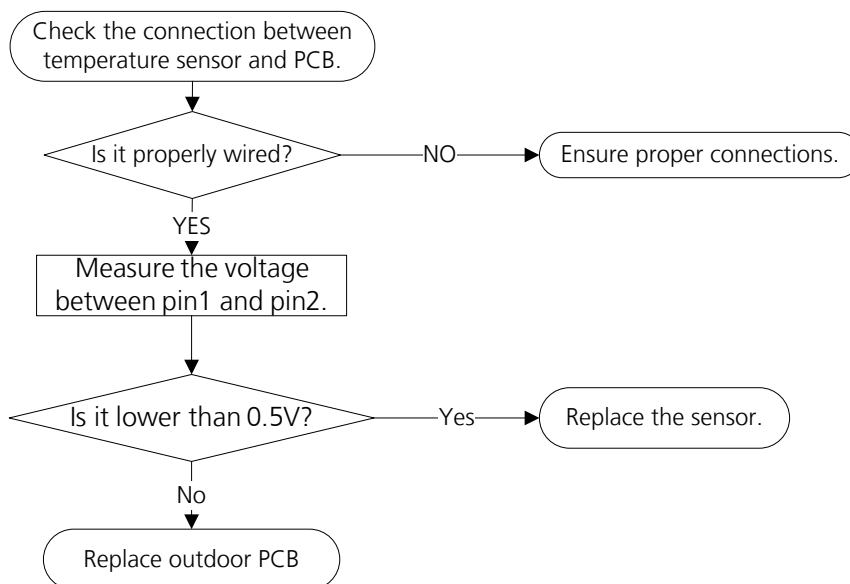 Check the connection between
temperature sensor and PCB.
Is it properly wired?
NO
Ensure proper connections.
YES
Measure the voltage
between pin1 and pin2.
Is it lower than 0.5V?
Yes
Replace the sensor.
No
Replace outdoor PCB